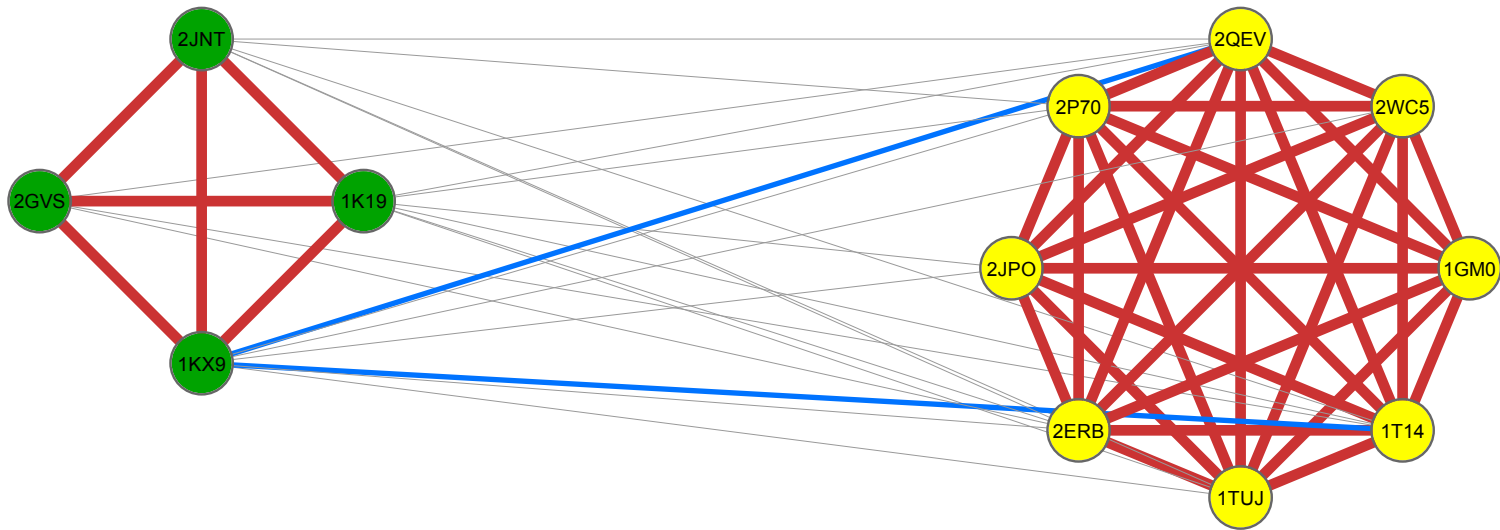 2JNT
2QEV
2P70
2WC5
2GVS
1K19
2JPO
1GM0
1KX9
2ERB
1T14
1TUJ